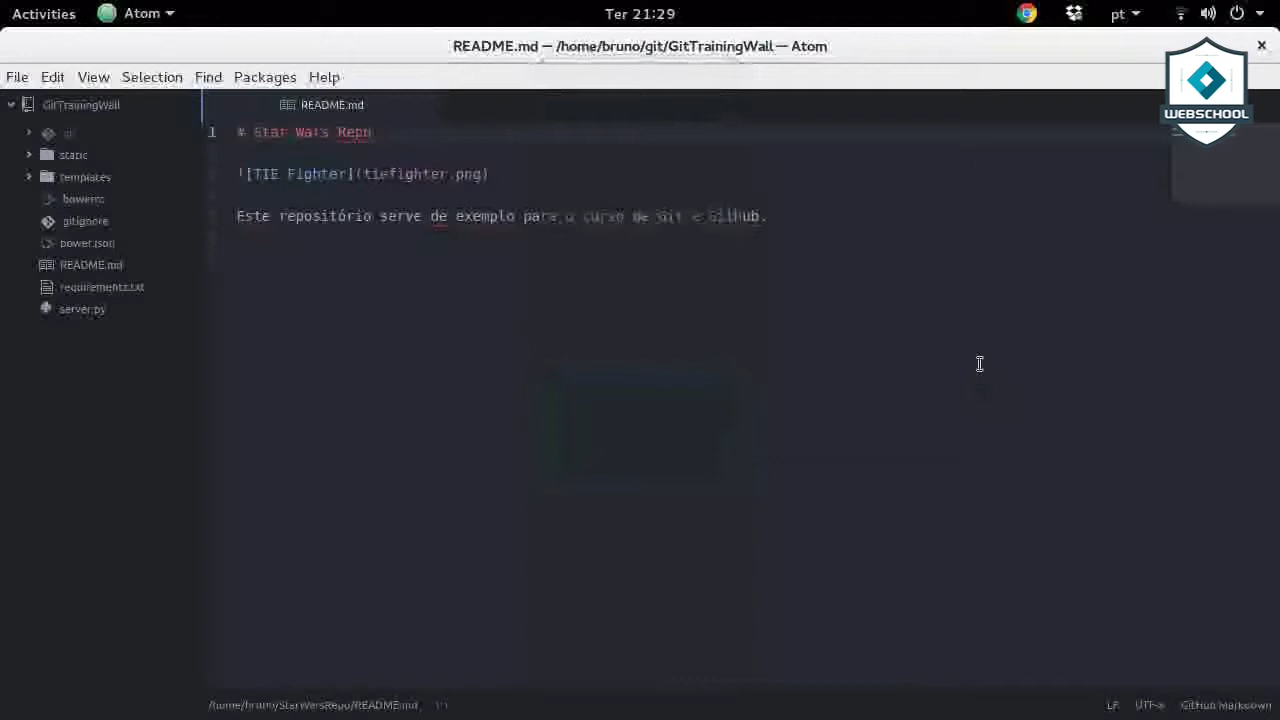 Activities Atom Ter 21:29 pt
README.md — /home/bruno/git/GitTrainingWall — Atom
File Edit View Selection Find Packages Help
WEBSCHOOL
GitTrainingWall README.md
.git
static
templates
.bowerrc
.gitignore
bower.json
README.md
requirements.txt
server.py
1 # Star Wars Repo
![TIE Fighter](tiefighter.png)
Este repositório serve de exemplo para o curso de Git e Github.
/home/bruno/StarWarsRepo/README.md 1:1 LF UTF-8 GitHub Markdown